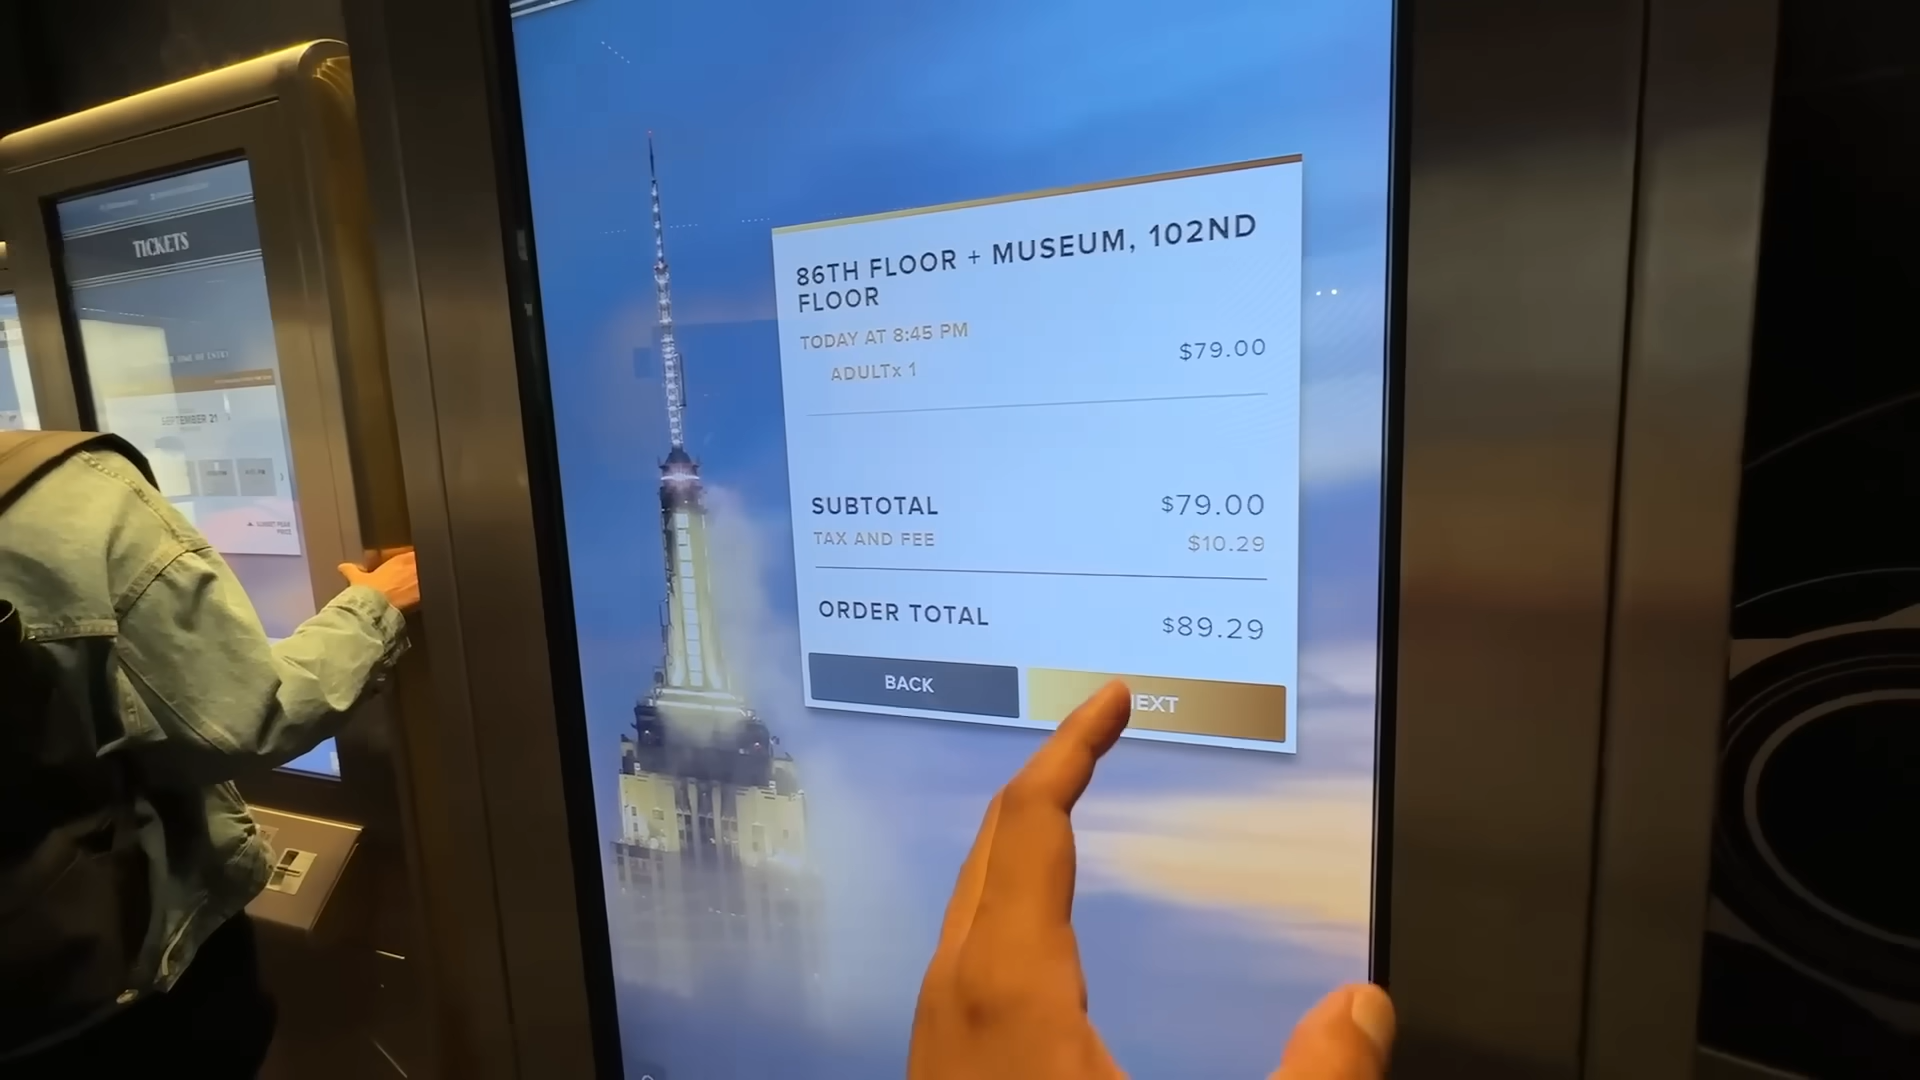 TICKETS
SEPTEMBER 21
86TH FLOOR + MUSEUM, 102ND
FLOOR
TODAY AT 8:45 PM
ADULTx 1
$79.00
SUBTOTAL
$79.00
TAX AND FEE
$10.29
ORDER TOTAL
$89.29
BACK
EXT